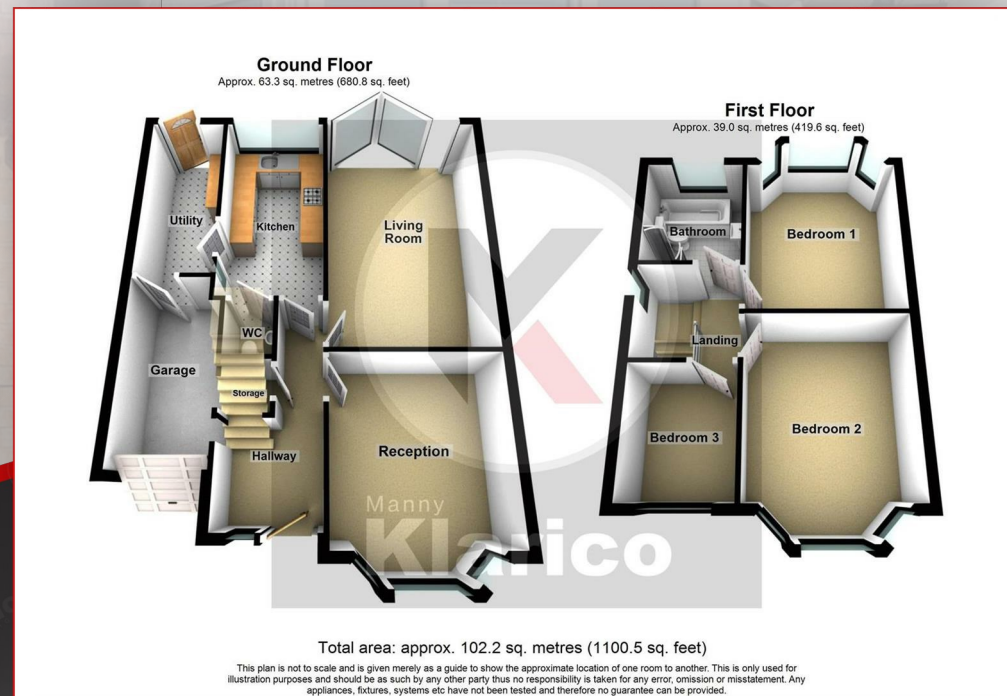 Ground Floor
Approx. 63.3 sq. metres (680.8 sq. feet)
First Floor
Approx. 39.0 sq. metres (419.6 sq. feet)
Utility
Kitchen
Living
Room
WC
Garage
Storage
Hallway
Reception
Bathroom
Bedroom 1
Landing
Bedroom 3
Bedroom 2
Manny
Klarico
Total area: approx. 102.2 sq. metres (1100.5 sq. feet)
This plan is not to scale and is given merely as a guide to show the approximate location of one room to another. This is only used for
illustration purposes and should be as such by any other party thus no responsibility is taken for any error, omission or misstatement. Any
appliances, fixtures, systems etc have not been tested and therefore no guarantee can be provided.